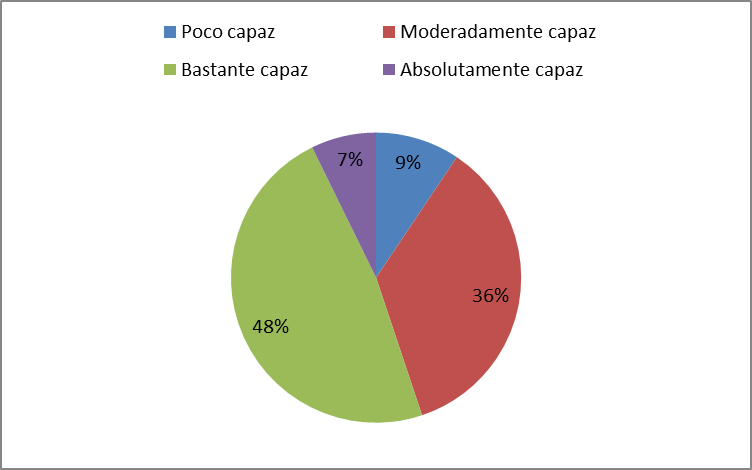 Poco capaz
Moderadamente capaz
Bastante capaz
Absolutamente capaz
7%
9%
36%
48%